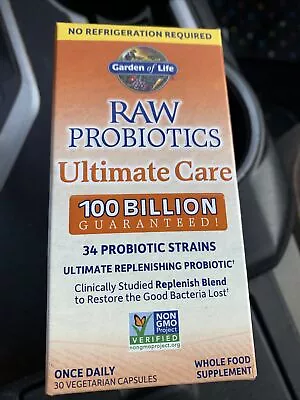 NO REFRIGERATION REQUIRED
Garden of Life
RAW
PROBIOTICS
Ultimate Care
100 BILLION
GUARANTEED!
34 PROBIOTIC STRAINS
ULTIMATE REPLENISHING PROBIOTIC†
Clinically Studied Replenish Blend
to Restore the Good Bacteria Lost†
NON
GMO
Project
VERIFIED
nongmoproject.org
ONCE DAILY
30 VEGETARIAN CAPSULES
WHOLE FOOD
SUPPLEMENT